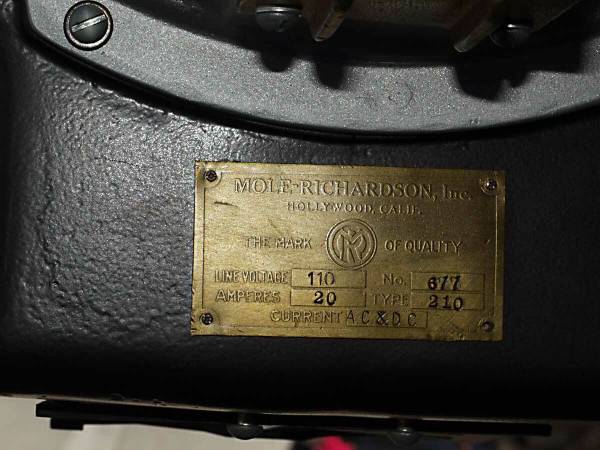 MOLE-RICHARDSON, Inc.
HOLLYWOOD, CALIF.
THE MARK MR OF QUALITY
LINE VOLTAGE 110 No. 677
AMPERES 20 TYPE 210
CURRENT A.C & D.C